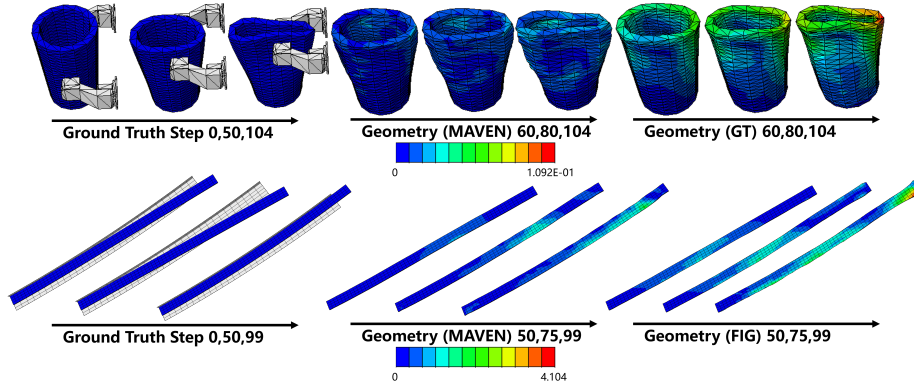 Ground Truth Step 0,50,104
Geometry (MAVEN) 60,80,104
Geometry (GT) 60,80,104
0
1.092E-01
Ground Truth Step 0,50,99
Geometry (MAVEN) 50,75,99
Geometry (FIG) 50,75,99
0
4.104